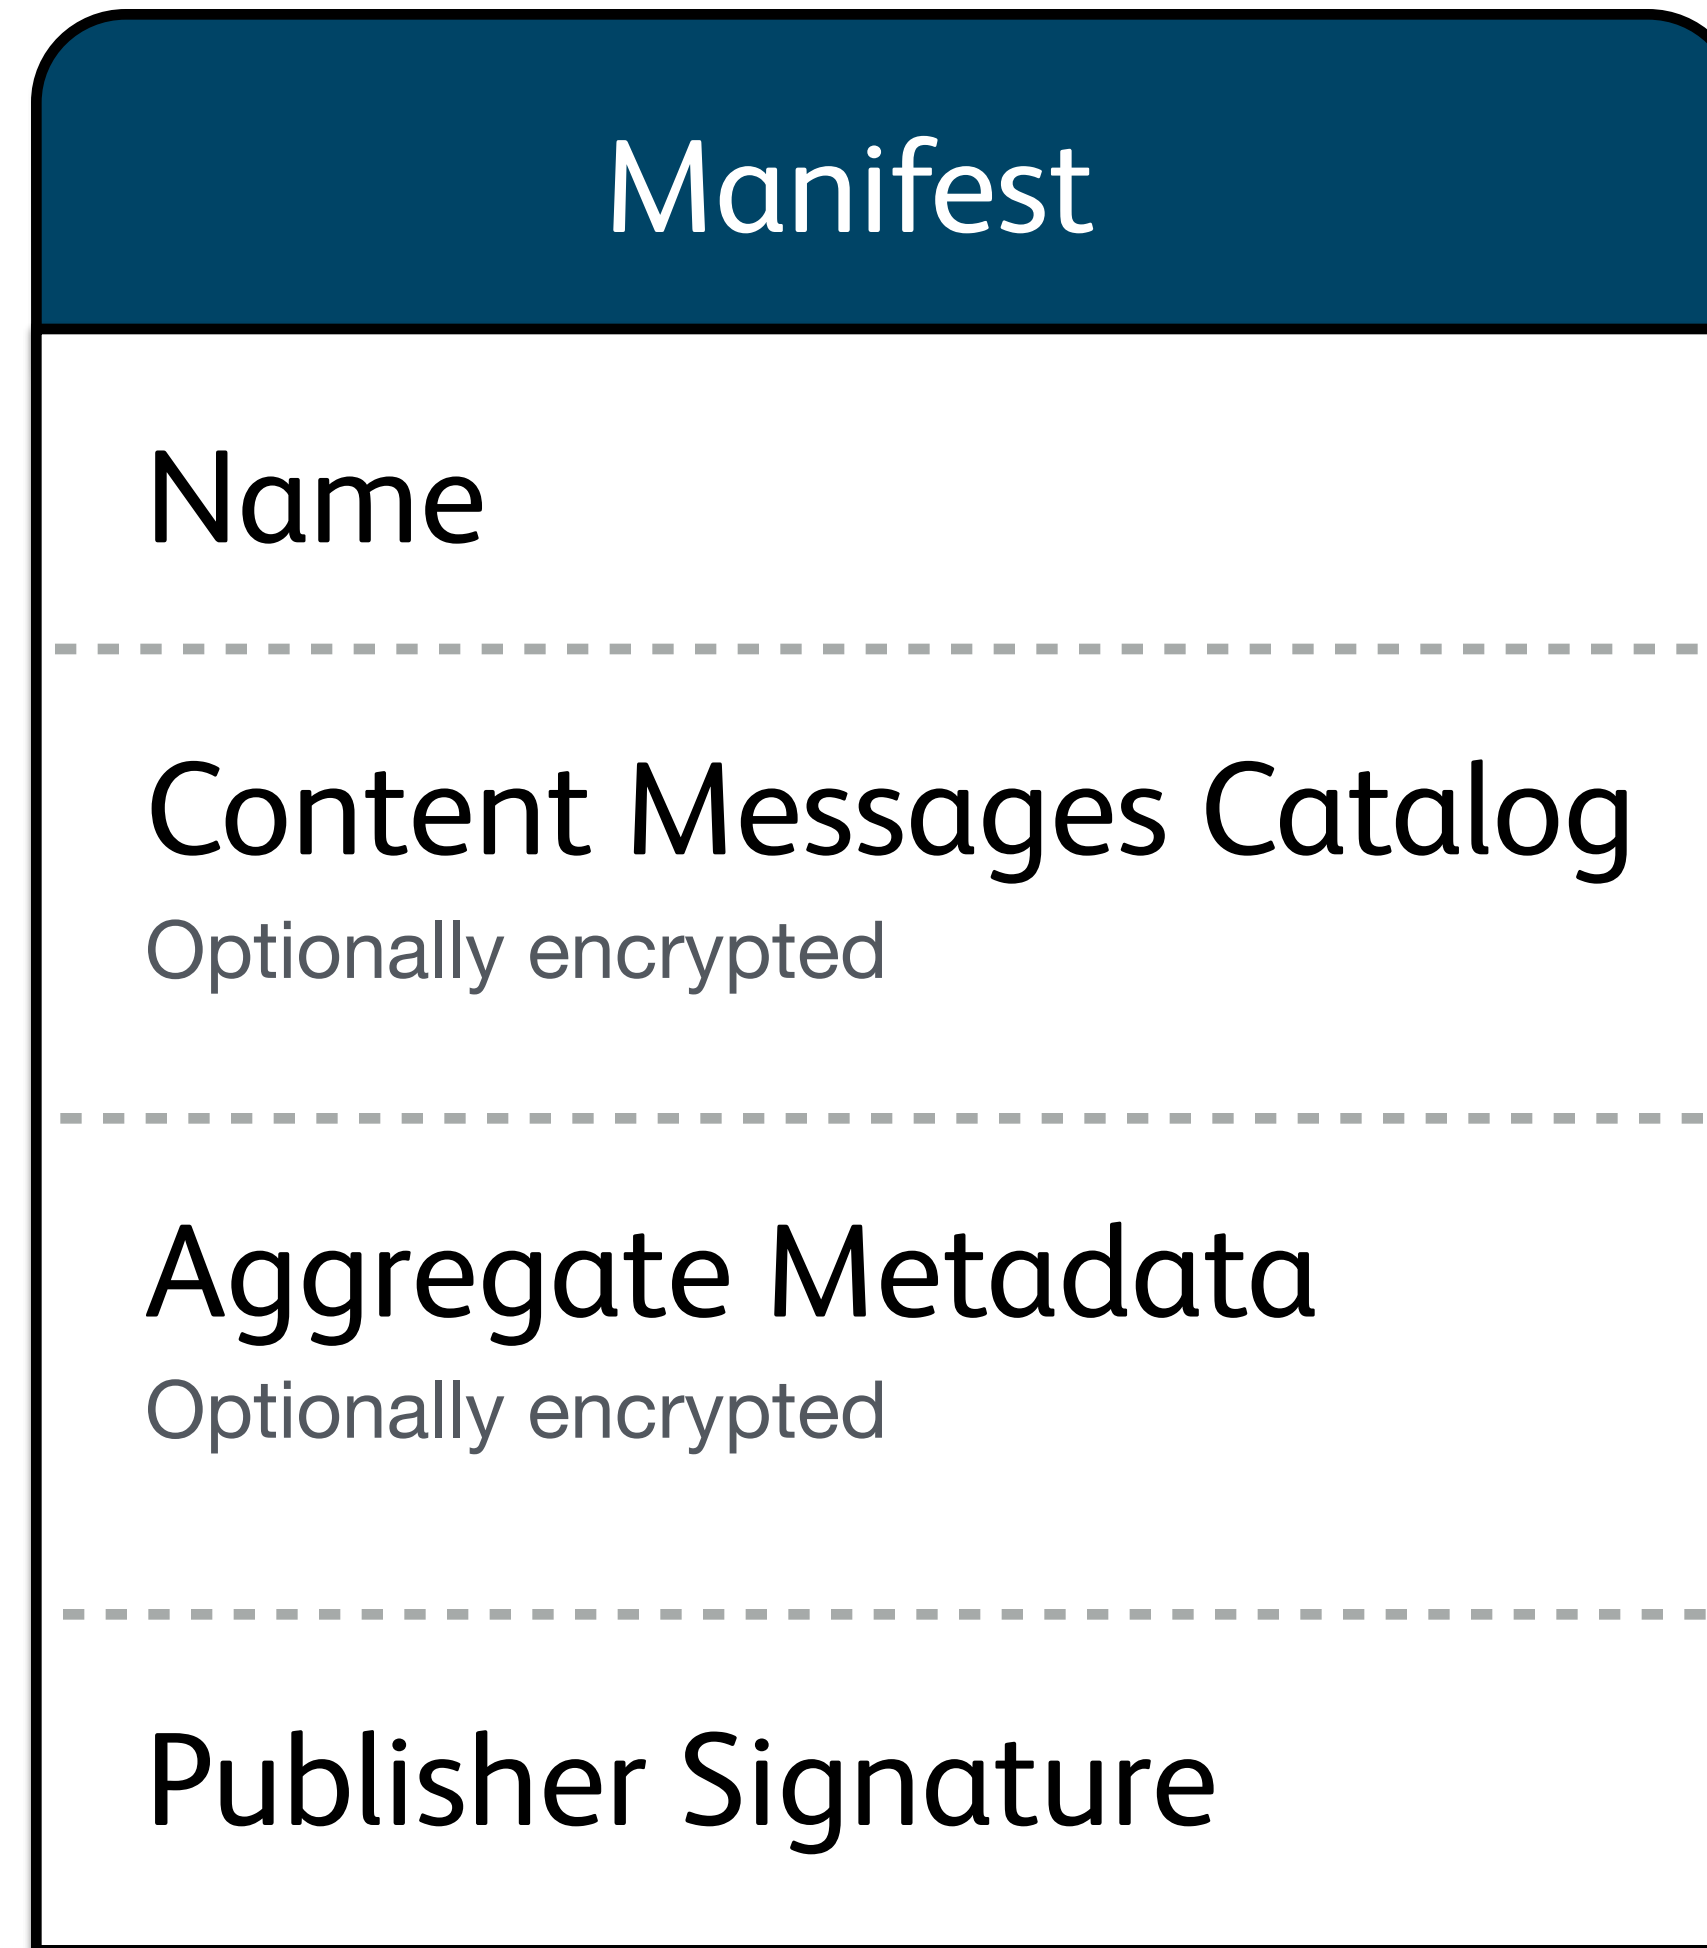 Manifest
Name
Content Messages Catalog
Optionally encrypted
Aggregate Metadata
Optionally encrypted
Publisher Signature